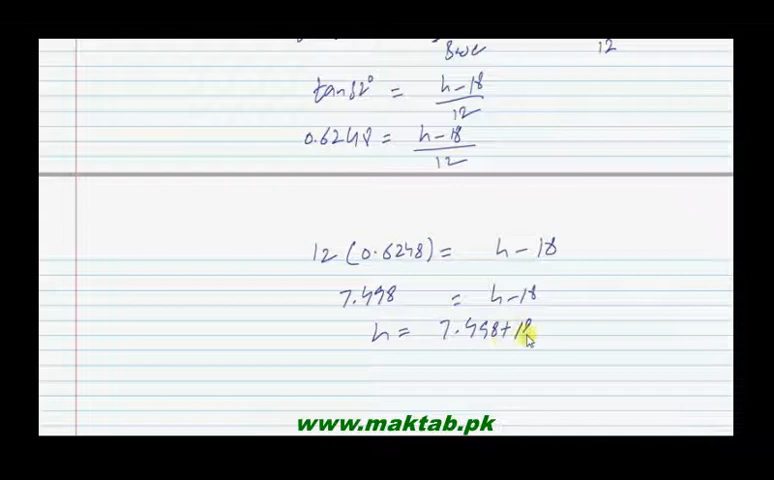 12
tan 32° = h-18/12
0.6248 = h-18/12
12 (0.6248) = h-18
7.498 = h-18
h = 7.498+18
www.maktab.pk